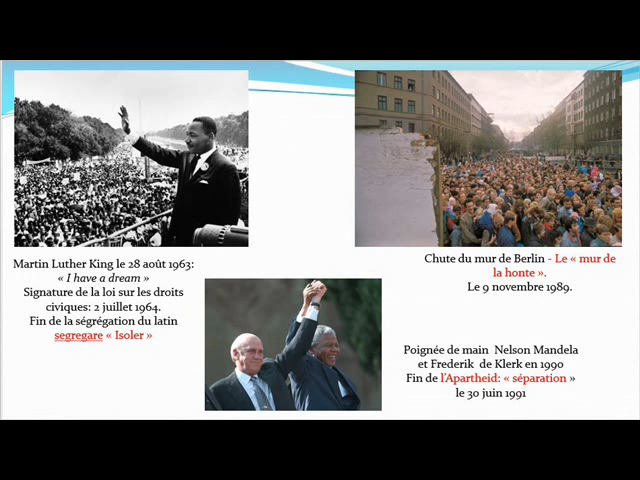 Martin Luther King le 28 août 1963:
« I have a dream »
Signature de la loi sur les droits
civiques: 2 juillet 1964.
Fin de la ségrégation du latin
segregare « Isoler »
Chute du mur de Berlin - Le « mur de
la honte ».
Le 9 novembre 1989.
Poignée de main Nelson Mandela
et Frederik de Klerk en 1990
Fin de l'Apartheid: « séparation »
le 30 juin 1991